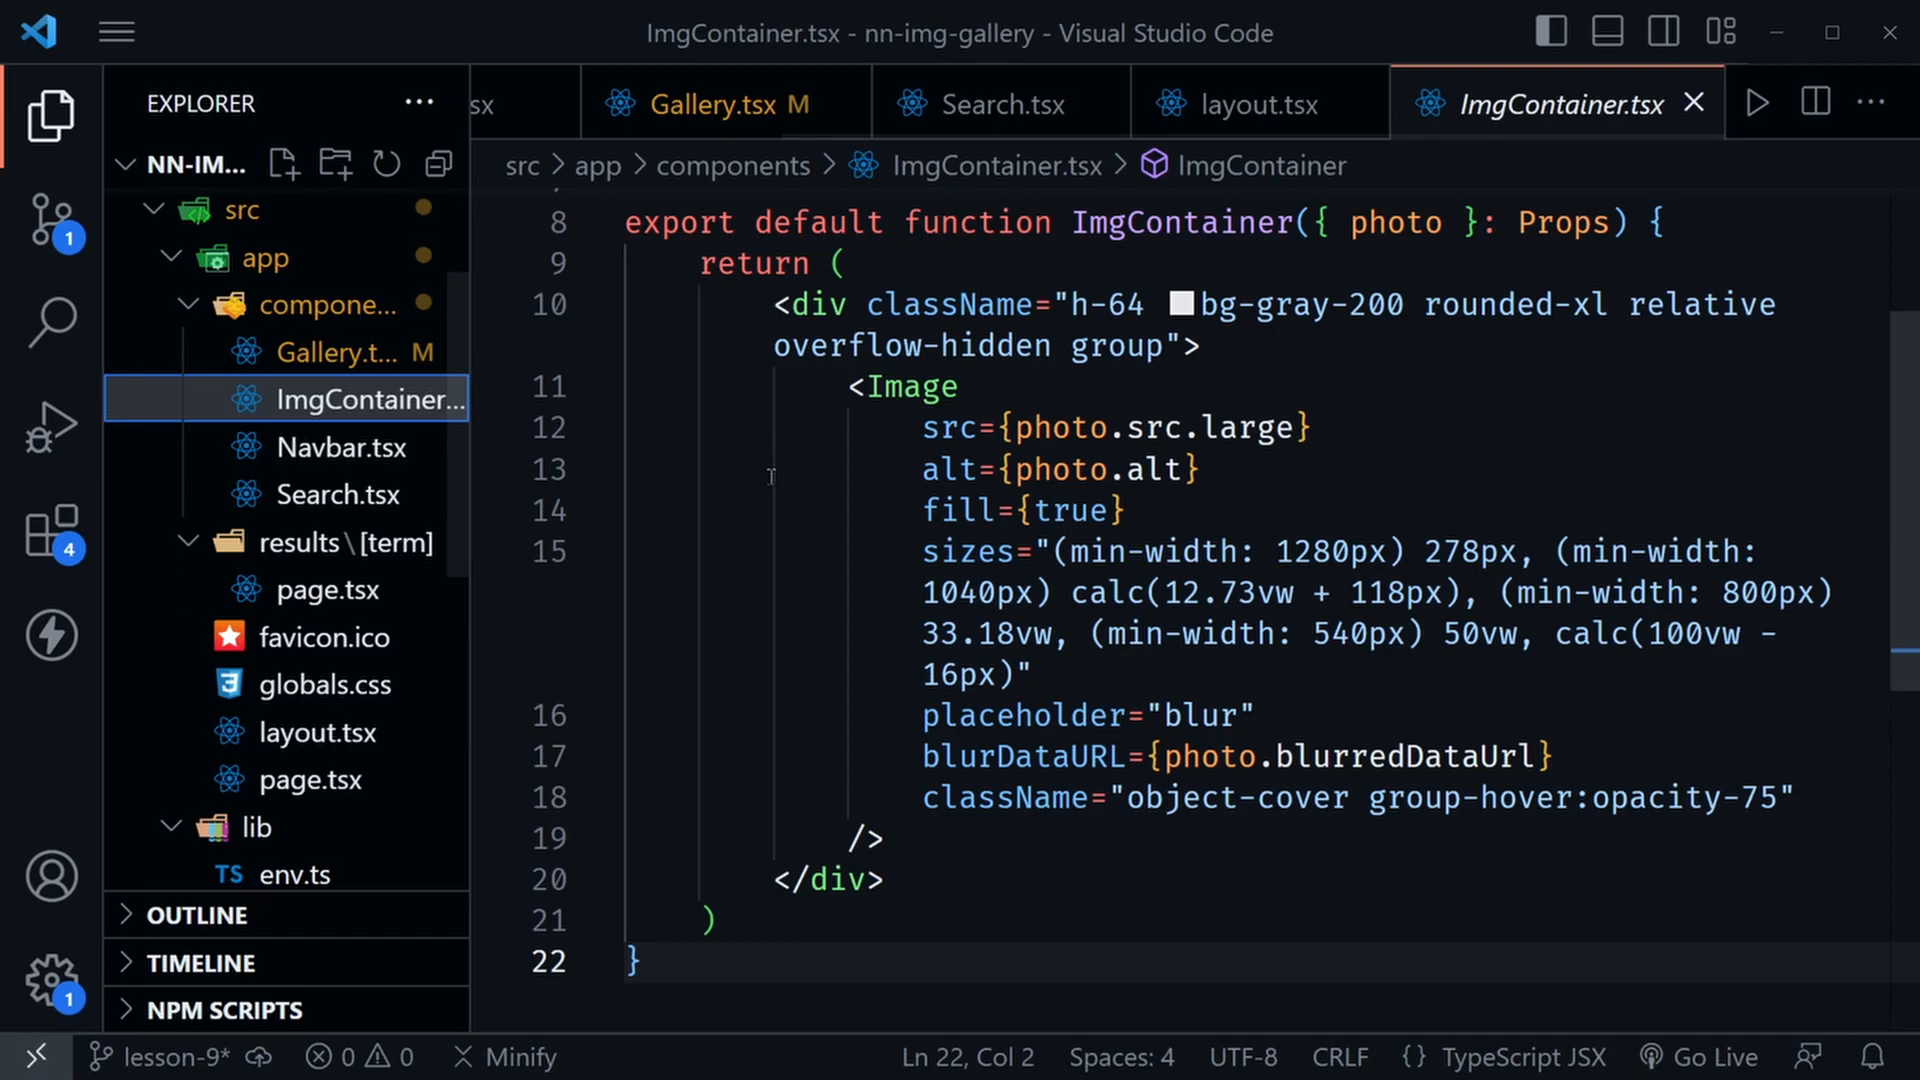 ImgContainer.tsx - nn-img-gallery - Visual Studio Code
EXPLORER
sx
Gallery.tsx M
Search.tsx
layout.tsx
ImgContainer.tsx
NN-IM...
src > app > components > ImgContainer.tsx > ImgContainer
src
app
compone...
Gallery.t... M
ImgContainer...
Navbar.tsx
Search.tsx
results\[term]
page.tsx
favicon.ico
globals.css
layout.tsx
page.tsx
lib
TS env.ts
OUTLINE
TIMELINE
NPM SCRIPTS
1
4
1
8 export default function ImgContainer({ photo }: Props) {
9 return (
10 <div className="h-64 bg-gray-200 rounded-xl relative
overflow-hidden group">
11 <Image
12 src={photo.src.large}
13 alt={photo.alt}
14 fill={true}
15 sizes="(min-width: 1280px) 278px, (min-width:
1040px) calc(12.73vw + 118px), (min-width: 800px)
33.18vw, (min-width: 540px) 50vw, calc(100vw -
16px)"
16 placeholder="blur"
17 blurDataURL={photo.blurredDataUrl}
18 className="object-cover group-hover:opacity-75"
19 />
20 </div>
21 )
22 }
lesson-9* 0 0 Minify Ln 22, Col 2 Spaces: 4 UTF-8 CRLF {} TypeScript JSX Go Live